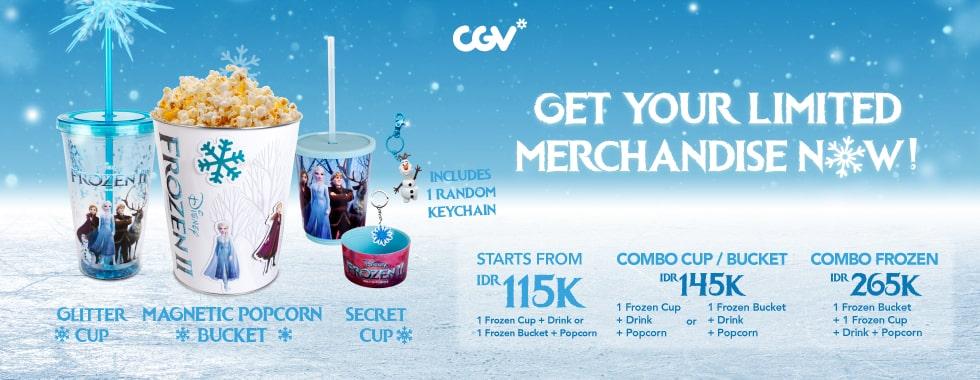 CGV
GET YOUR LIMITED
MERCHANDISE NOW!
FROZEN II
DISNEY
FROZEN II
INCLUDES
1 RANDOM
KEYCHAIN
DISNEY
FROZEN II
GLITTER
CUP
MAGNETIC POPCORN
BUCKET
SECRET
CUP
STARTS FROM
IDR 115K
1 Frozen Cup + Drink or
1 Frozen Bucket + Popcorn
COMBO CUP / BUCKET
IDR 145K
1 Frozen Cup
+ Drink
+ Popcorn
or
1 Frozen Bucket
+ Drink
+ Popcorn
COMBO FROZEN
IDR 265K
1 Frozen Bucket
+ 1 Frozen Cup
+ Drink + Popcorn